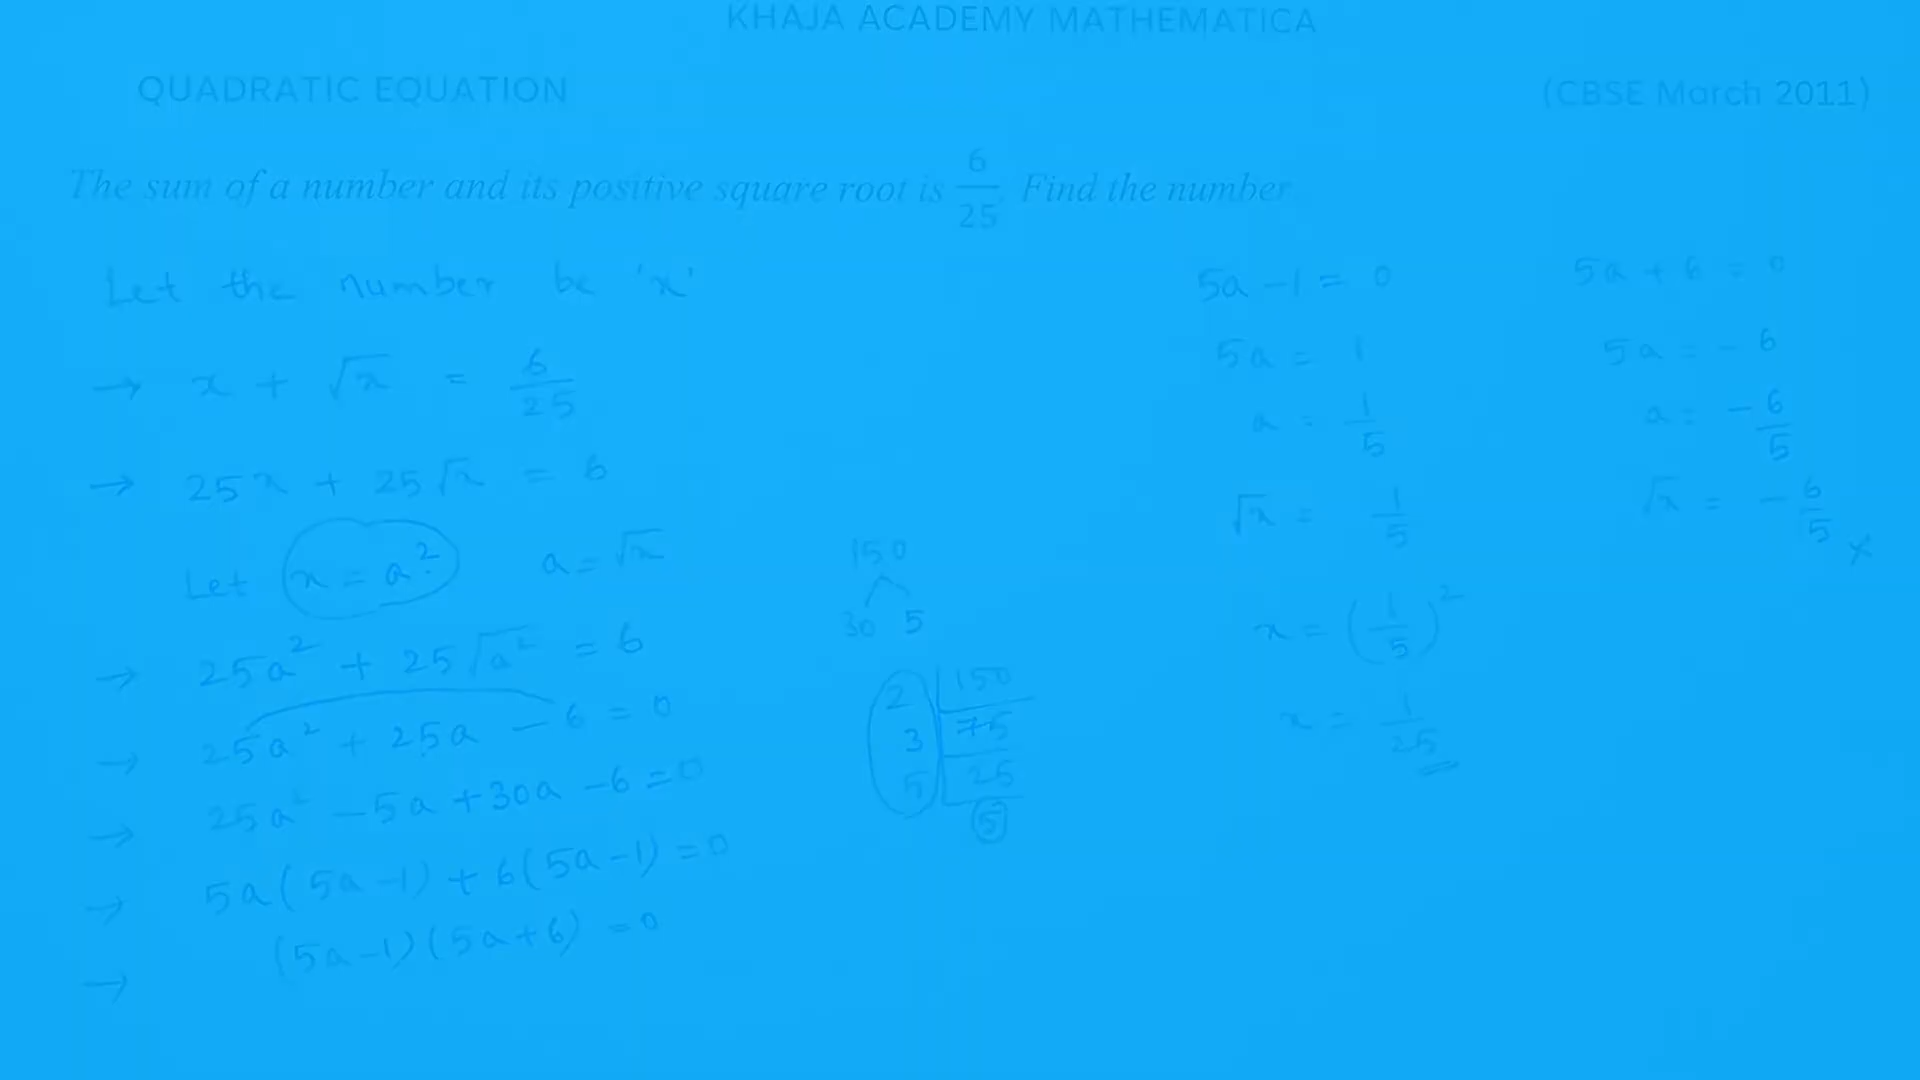 KHAJA ACADEMY MATHEMATICA
QUADRATIC EQUATION (CBSE March 2011)
The sum of a number and its positive square root is 6/25. Find the number
Let the number be 'x'
→ x + √x = 6/25
→ 25x + 25√x = 6
Let x = a² a = √x
→ 25a² + 25√a² = 6
→ 25a² + 25a - 6 = 0
→ 25a² - 5a + 30a - 6 = 0
→ 5a(5a-1) + 6(5a-1) = 0
→ (5a-1)(5a+6) = 0
150
30 5
2 | 150
3 | 75
5 | 25
5
5a - 1 = 0
5a = 1
a = 1/5
√x = 1/5
x = (1/5)²
x = 1/25
5a + 6 = 0
5a = -6
a = -6/5
√x = -6/5 ×